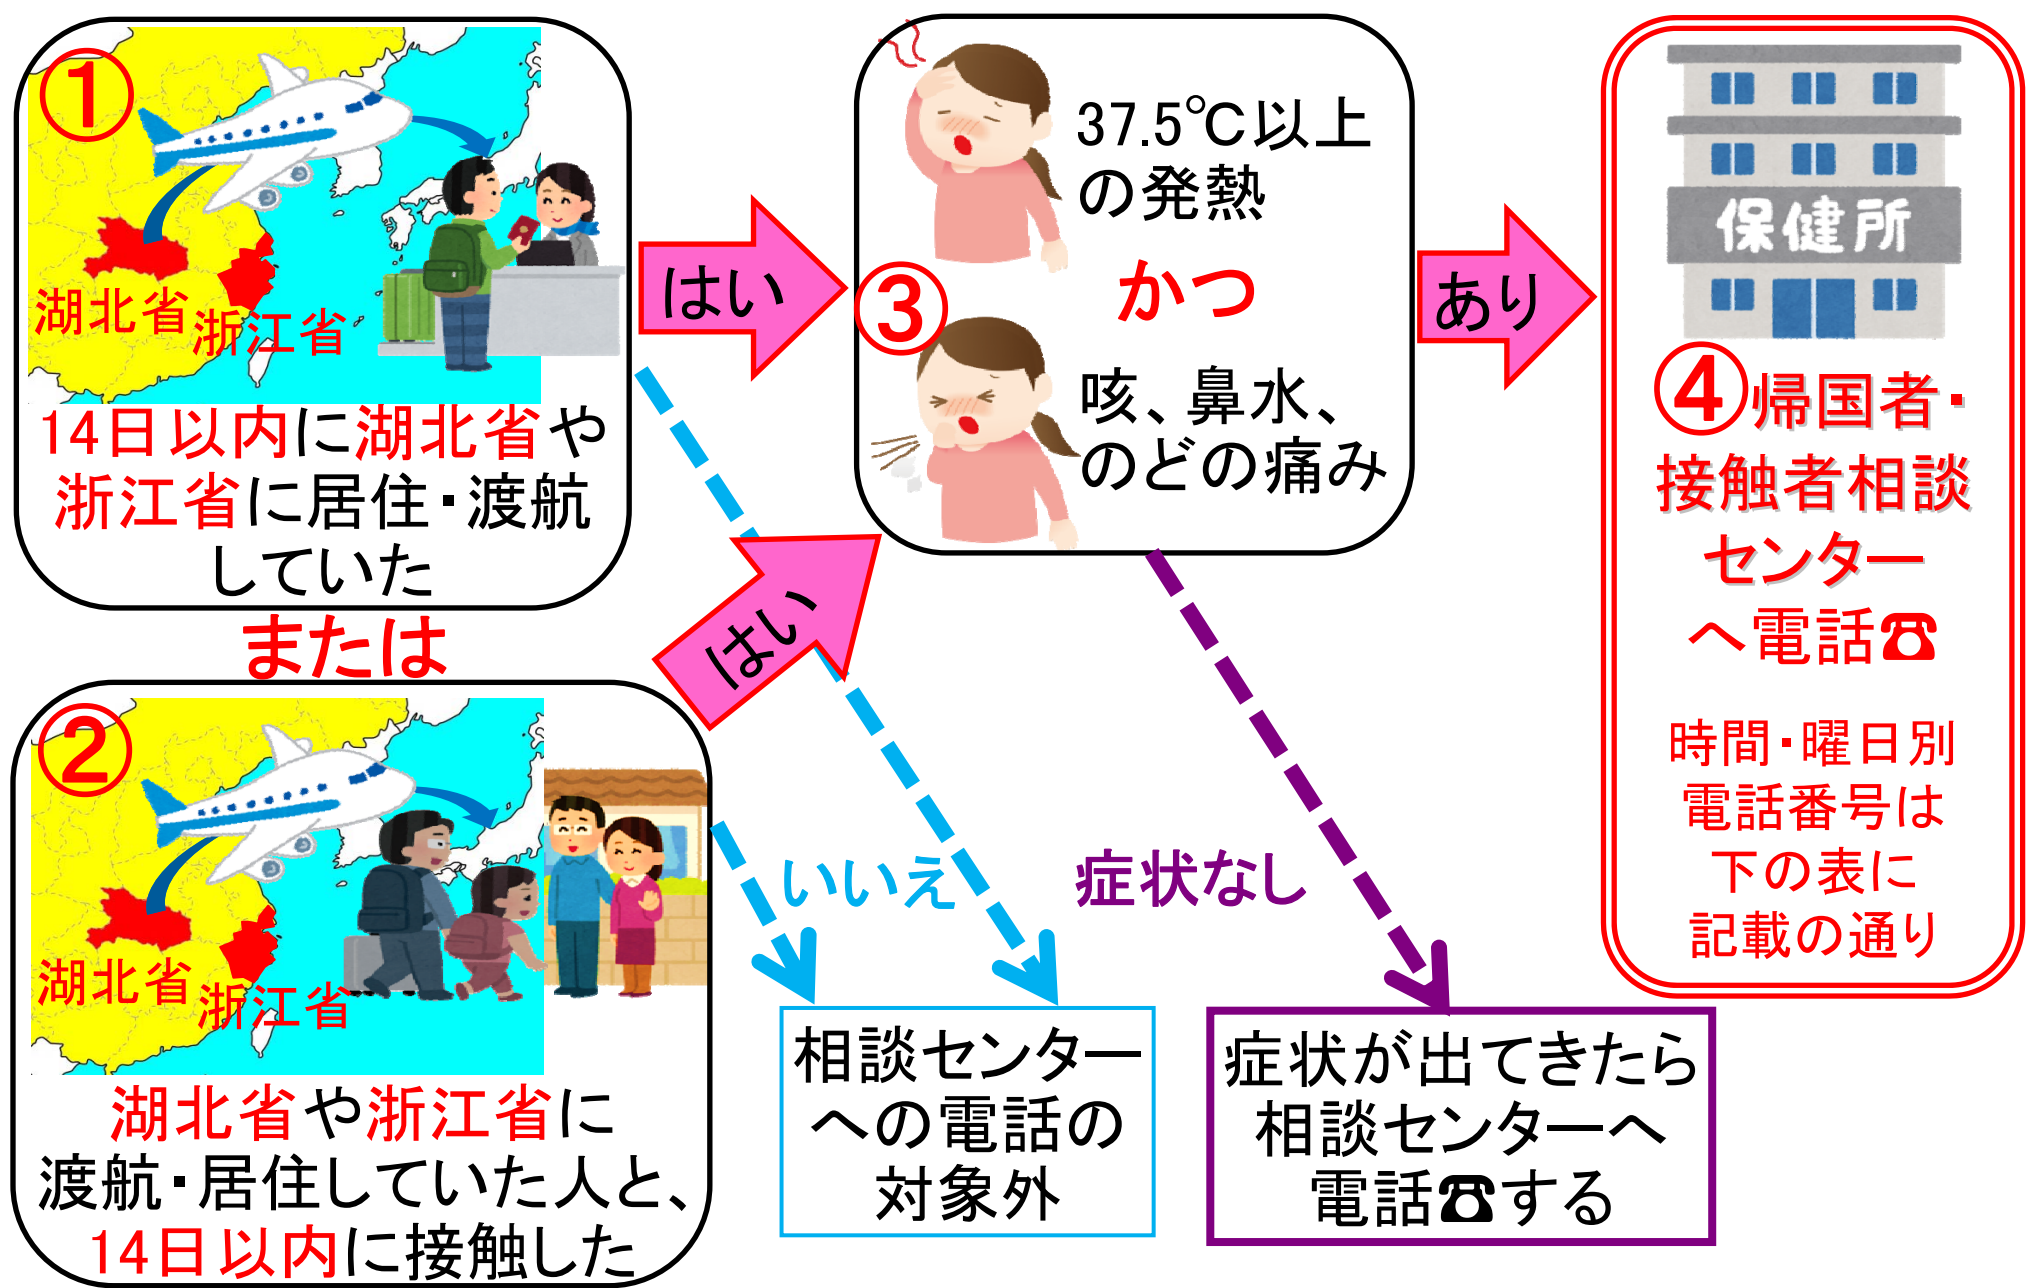 ①
湖北省
浙江省
14日以内に湖北省や
浙江省に居住・渡航
していた
または
②
湖北省
浙江省
湖北省や浙江省に
渡航・居住していた人と、
14日以内に接触した
はい
はい
いいえ
相談センター
への電話の
対象外
③
37.5℃以上
の発熱
かつ
咳、鼻水、
のどの痛み
症状なし
症状が出てきたら
相談センターへ
電話☎する
あり
保健所
④帰国者・
接触者相談
センター
へ電話☎
時間・曜日別
電話番号は
下の表に
記載の通り